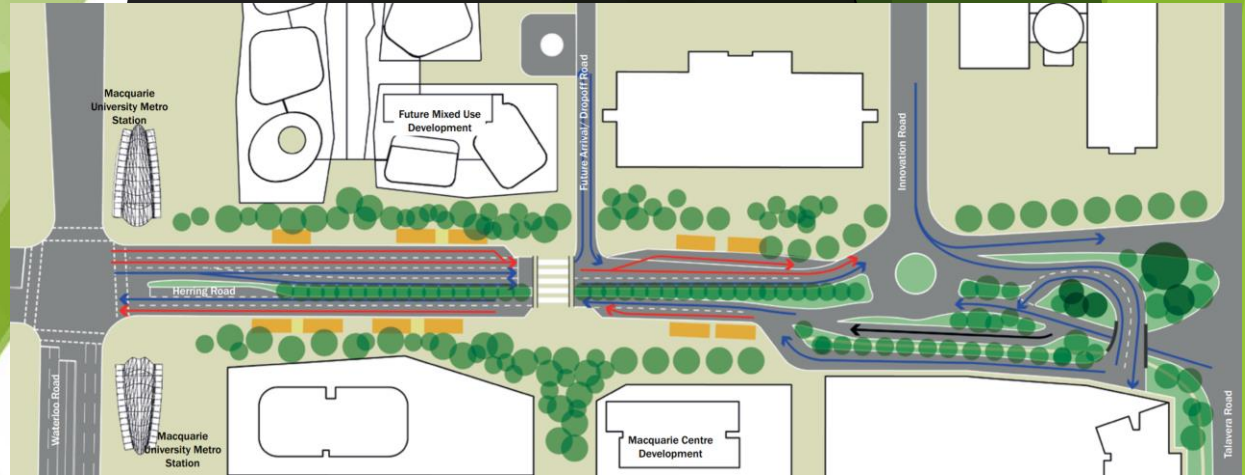 Macquarie
University Metro
Station
Future Mixed Use
Development
Future Arrival/ Dropoff Road
Innovation Road
Herring Road
Waterloo Road
Macquarie
University Metro
Station
Macquarie Centre
Development
Talavera Road